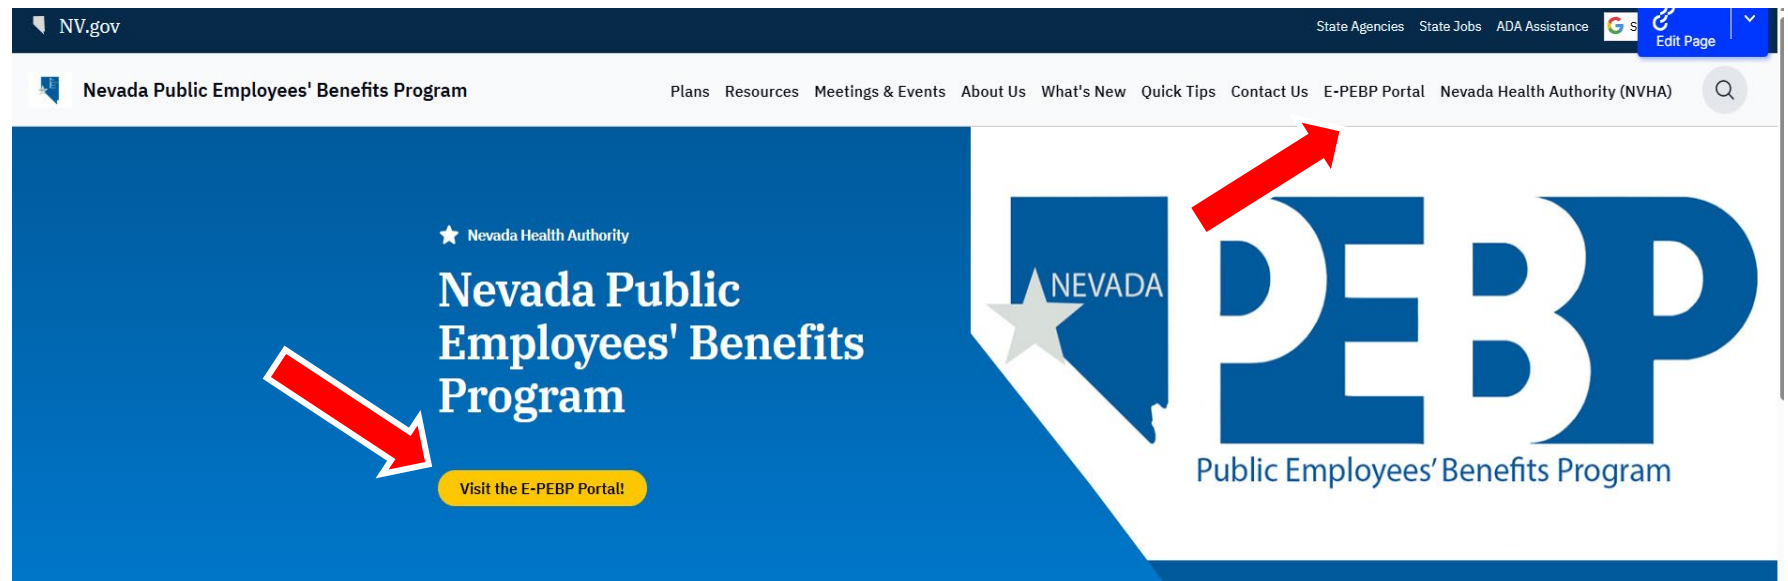 NV.gov
State Agencies State Jobs ADA Assistance
Edit Page
Nevada Public Employees' Benefits Program
Plans Resources Meetings & Events About Us What's New Quick Tips Contact Us E-PEBP Portal Nevada Health Authority (NVHA)
Nevada Health Authority
Nevada Public
Employees' Benefits
Program
Visit the E-PEBP Portal!
NEVADA
PEBP
Public Employees' Benefits Program